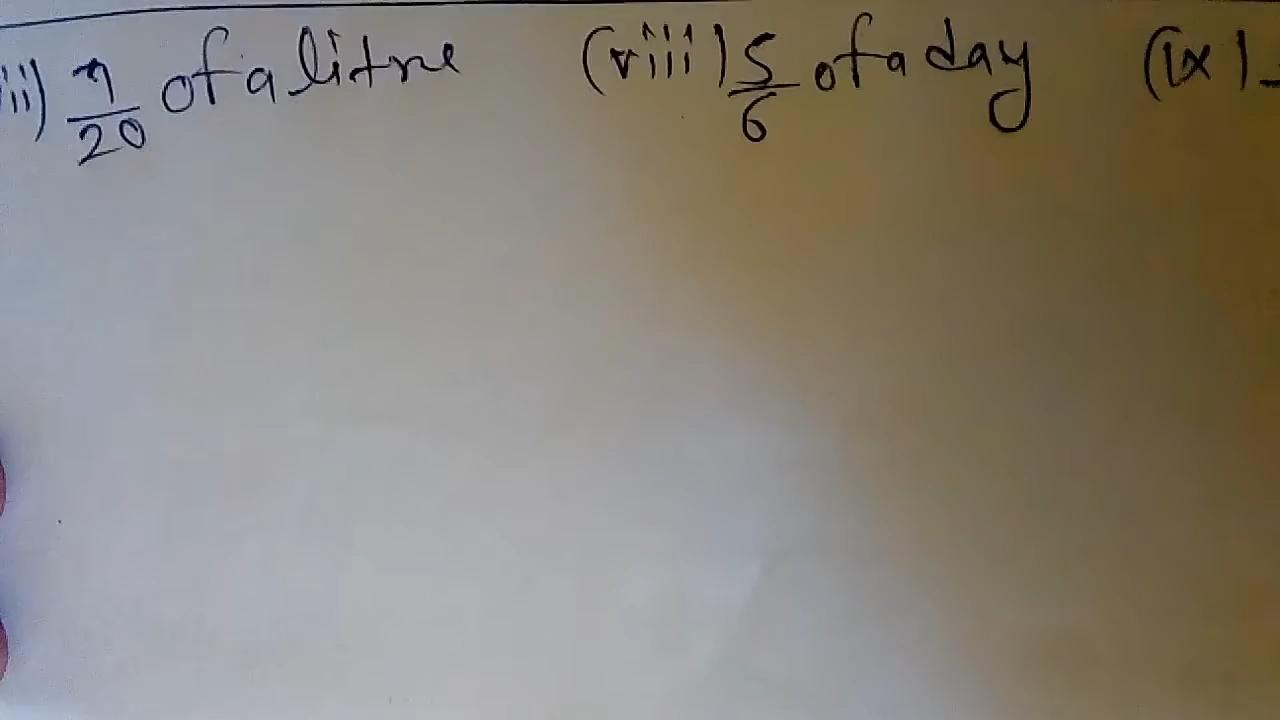 ii) 7/20 of a litre (viii) 5/6 of a day (ix)